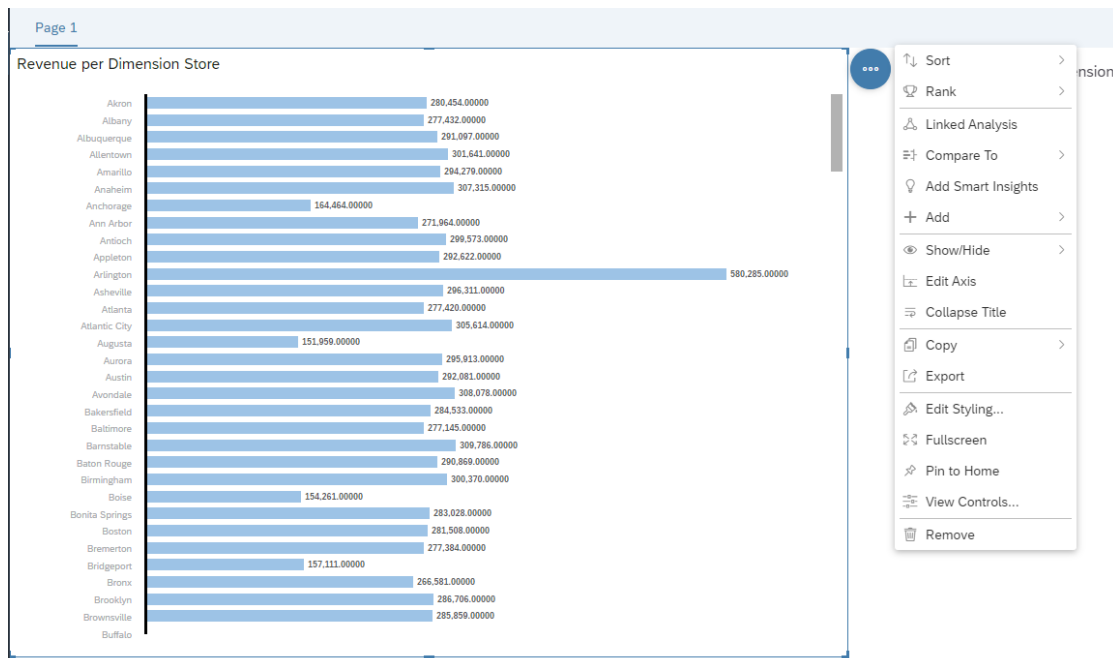 Page 1
Revenue per Dimension Store
Akron 280,454.00000
Albany 277,432.00000
Albuquerque 291,097.00000
Allentown 301,641.00000
Amarillo 294,279.00000
Anaheim 307,315.00000
Anchorage 164,464.00000
Ann Arbor 271,964.00000
Antioch 299,573.00000
Appleton 292,622.00000
Arlington 580,285.00000
Asheville 296,311.00000
Atlanta 277,420.00000
Atlantic City 305,614.00000
Augusta 151,959.00000
Aurora 295,913.00000
Austin 292,081.00000
Avondale 308,078.00000
Bakersfield 284,533.00000
Baltimore 277,145.00000
Barnstable 309,786.00000
Baton Rouge 290,869.00000
Birmingham 300,370.00000
Boise 154,261.00000
Bonita Springs 283,028.00000
Boston 281,508.00000
Bremerton 277,384.00000
Bridgeport 157,111.00000
Bronx 266,581.00000
Brooklyn 286,706.00000
Brownsville 285,859.00000
Buffalo
Sort
Rank
Linked Analysis
Compare To
Add Smart Insights
Add
Show/Hide
Edit Axis
Collapse Title
Copy
Export
Edit Styling...
Fullscreen
Pin to Home
View Controls...
Remove
ension